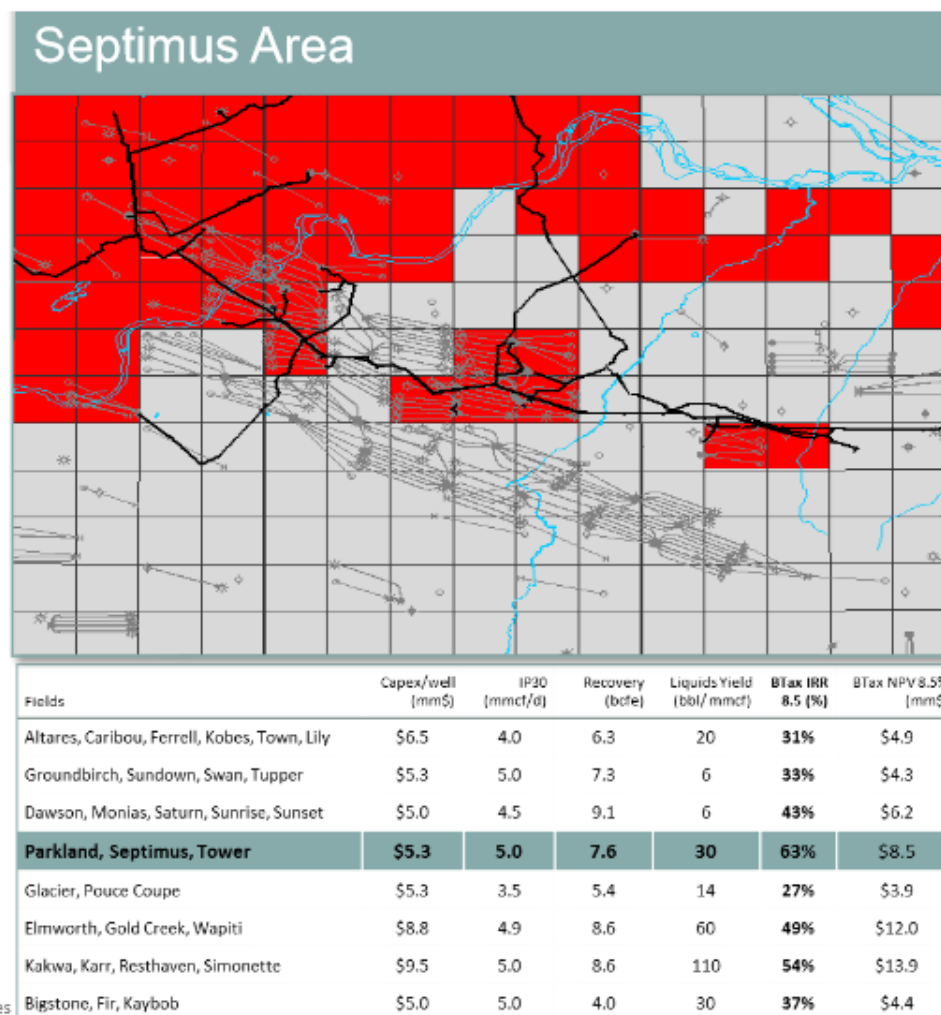 Septimus Area
Fields Capex/well (mm$) IP30 (mmcf/d) Recovery (bcfe) Liquids Yield (bbl/mmcf) BTax IRR 8.5 (%) BTax NPV 8.5% (mm$
Altares, Caribou, Ferrell, Kobes, Town, Lily $6.5 4.0 6.3 20 31% $4.9
Groundbirch, Sundown, Swan, Tupper $5.3 5.0 7.3 6 33% $4.3
Dawson, Monias, Saturn, Sunrise, Sunset $5.0 4.5 9.1 6 43% $6.2
Parkland, Septimus, Tower $5.3 5.0 7.6 30 63% $8.5
Glacier, Pouce Coupe $5.3 3.5 5.4 14 27% $3.9
Elmworth, Gold Creek, Wapiti $8.8 4.9 8.6 60 49% $12.0
Kakwa, Karr, Resthaven, Simonette $9.5 5.0 8.6 110 54% $13.9
Bigstone, Fir, Kaybob $5.0 5.0 4.0 30 37% $4.4